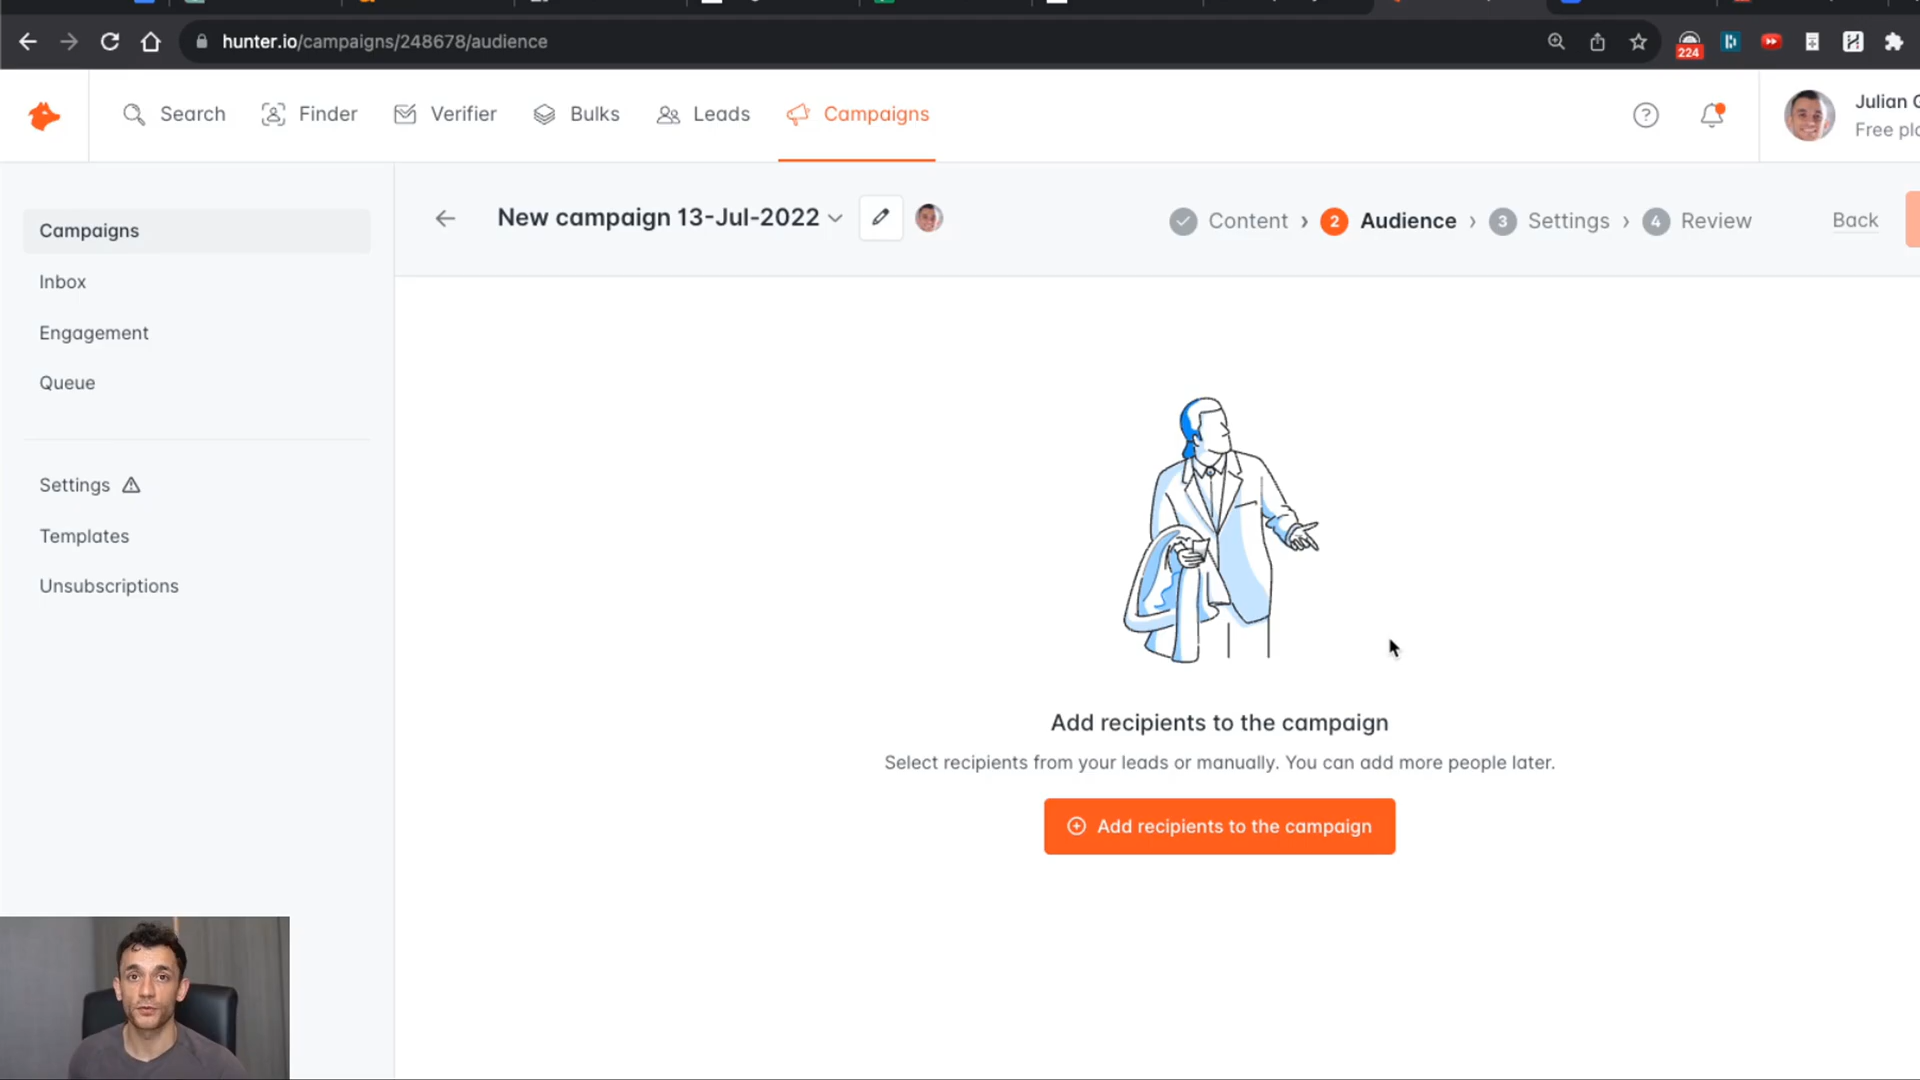 hunter.io/campaigns/248678/audience
224
Search
Finder
Verifier
Bulks
Leads
Campaigns
?
Julian
Free
Campaigns
Inbox
Engagement
Queue
Settings
Templates
Unsubscriptions
New campaign 13-Jul-2022
Content › 2 Audience › 3 Settings › 4 Review
Back
Add recipients to the campaign
Select recipients from your leads or manually. You can add more people later.
Add recipients to the campaign